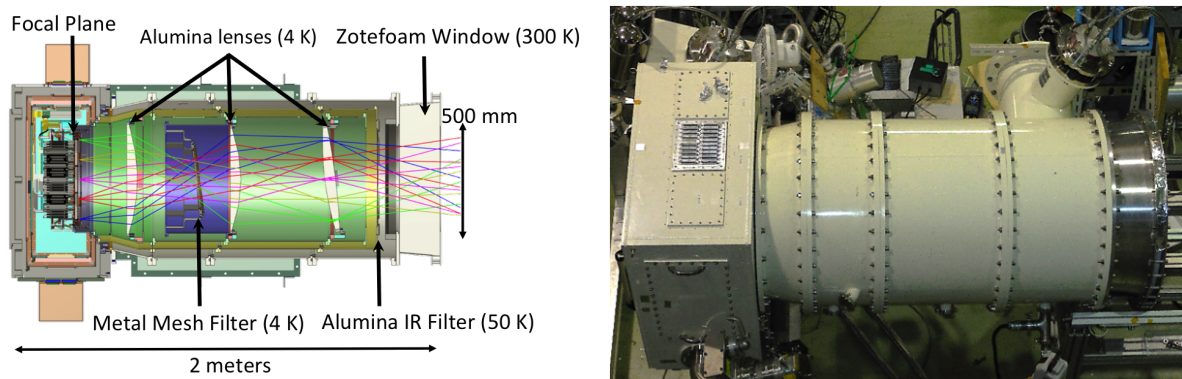 Focal Plane
Alumina lenses (4 K)
Zotefoam Window (300 K)
500 mm
Metal Mesh Filter (4 K)
Alumina IR Filter (50 K)
2 meters